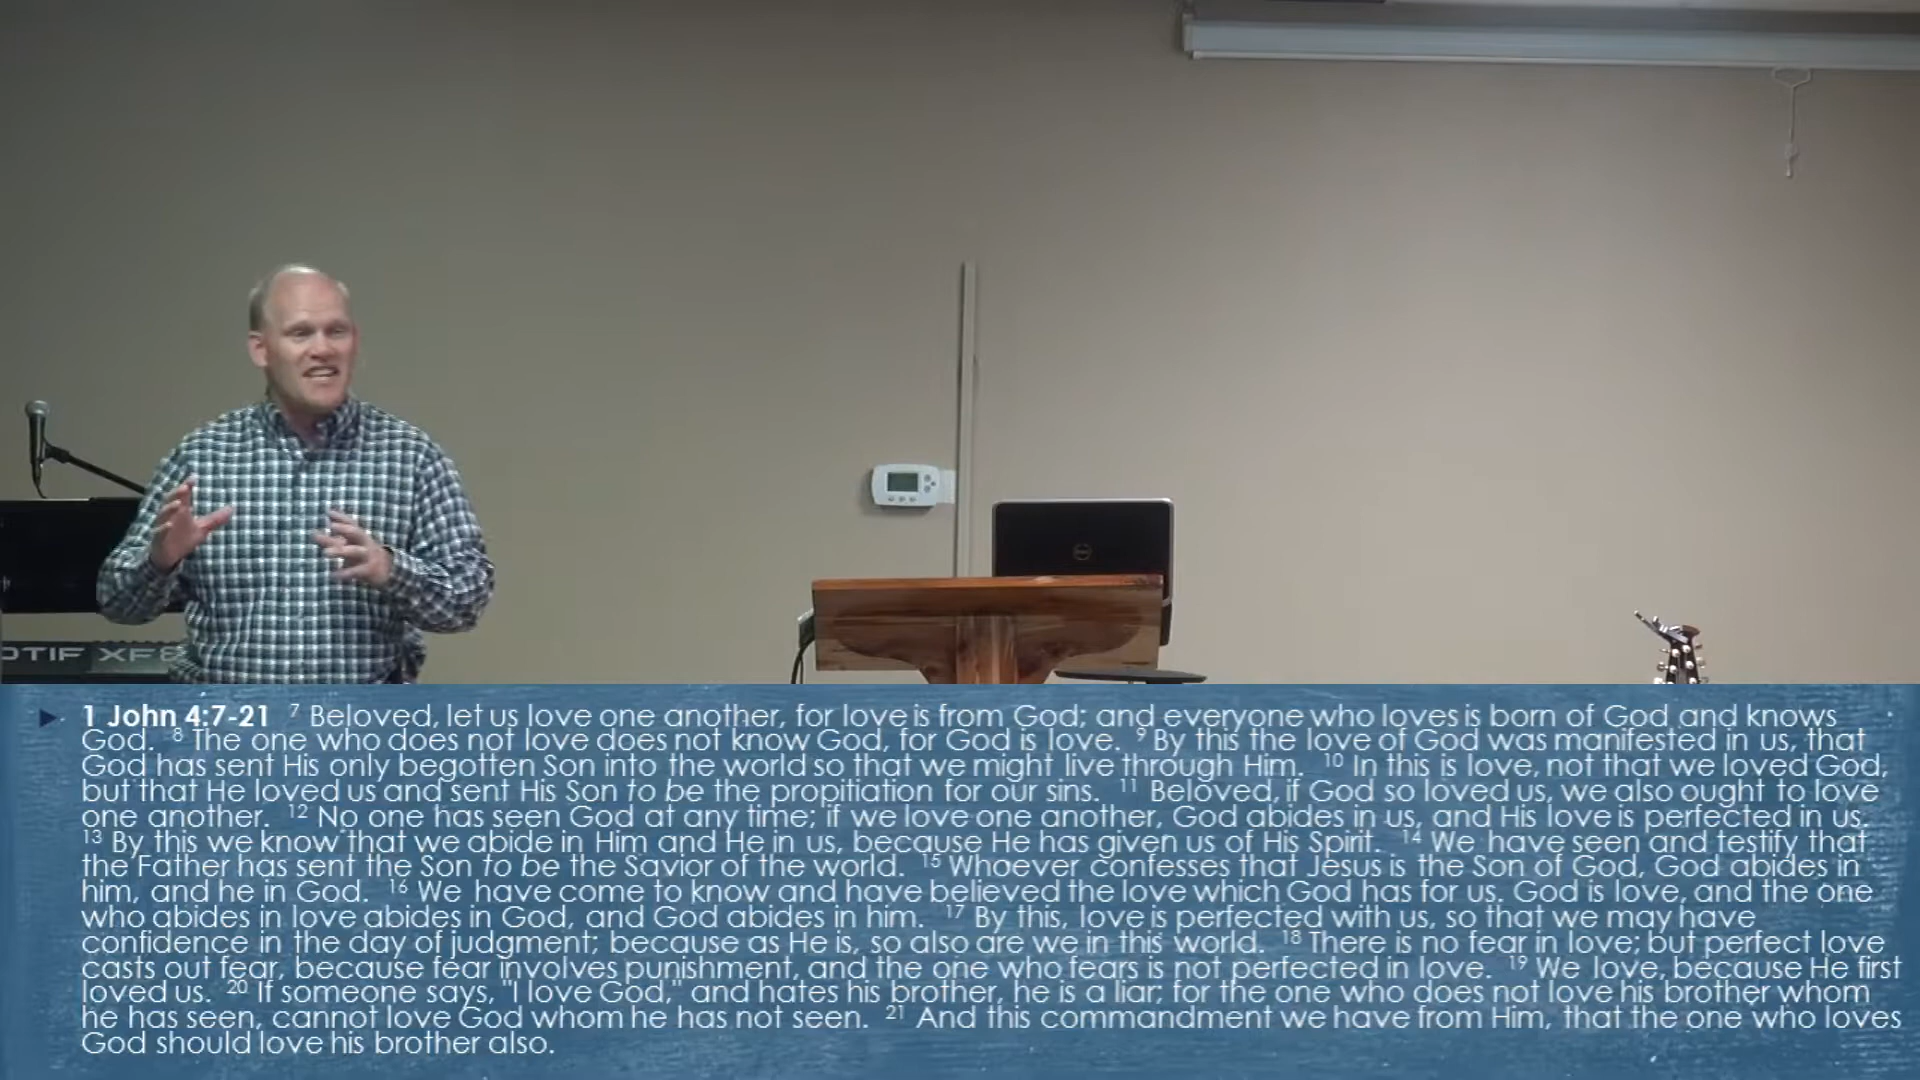 OTIF XF8
► 1 John 4:7-21 ⁷ Beloved, let us love one another, for love is from God; and everyone who loves is born of God and knows
God. ⁸ The one who does not love does not know God, for God is love. ⁹ By this the love of God was manifested in us, that
God has sent His only begotten Son into the world so that we might live through Him. ¹⁰ In this is love, not that we loved God,
but that He loved us and sent His Son to be the propitiation for our sins. ¹¹ Beloved, if God so loved us, we also ought to love
one another. ¹² No one has seen God at any time; if we love one another, God abides in us, and His love is perfected in us.
¹³ By this we know that we abide in Him and He in us, because He has given us of His Spirit. ¹⁴ We have seen and testify that
the Father has sent the Son to be the Savior of the world. ¹⁵ Whoever confesses that Jesus is the Son of God, God abides in
him, and he in God. ¹⁶ We have come to know and have believed the love which God has for us. God is love, and the one
who abides in love abides in God, and God abides in him. ¹⁷ By this, love is perfected with us, so that we may have
confidence in the day of judgment; because as He is, so also are we in this world. ¹⁸ There is no fear in love; but perfect love
casts out fear, because fear involves punishment, and the one who fears is not perfected in love. ¹⁹ We love, because He first
loved us. ²⁰ If someone says, "I love God," and hates his brother, he is a liar; for the one who does not love his brother whom
he has seen, cannot love God whom he has not seen. ²¹ And this commandment we have from Him, that the one who loves
God should love his brother also.